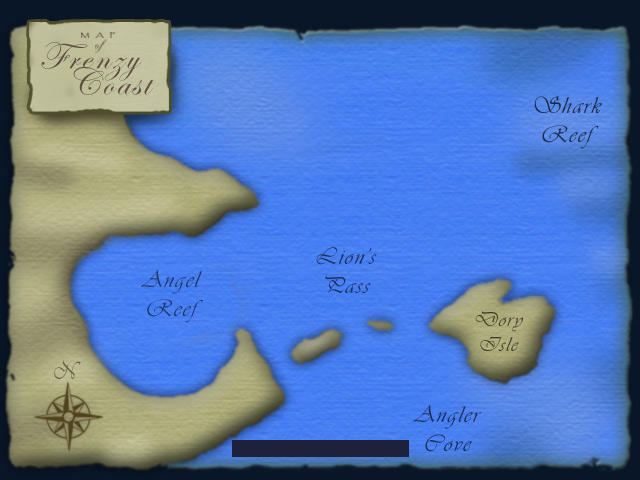 MAP
of
Frenzy
Coast
Shark
Reef
Lion's
Pass
Angel
Reef
Dory
Isle
N
Angler
Cove